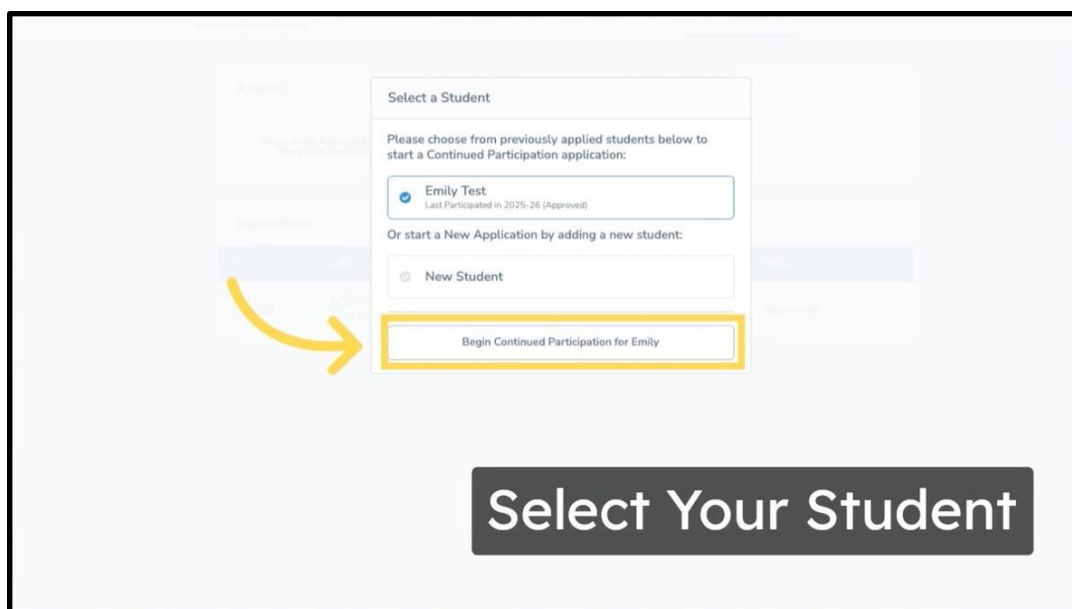 Select a Student
Please choose from previously applied students below to
start a Continued Participation application:
Emily Test
Last Participated in 2025-26 (Approved)
Or start a New Application by adding a new student:
New Student
Begin Continued Participation for Emily
Select Your Student